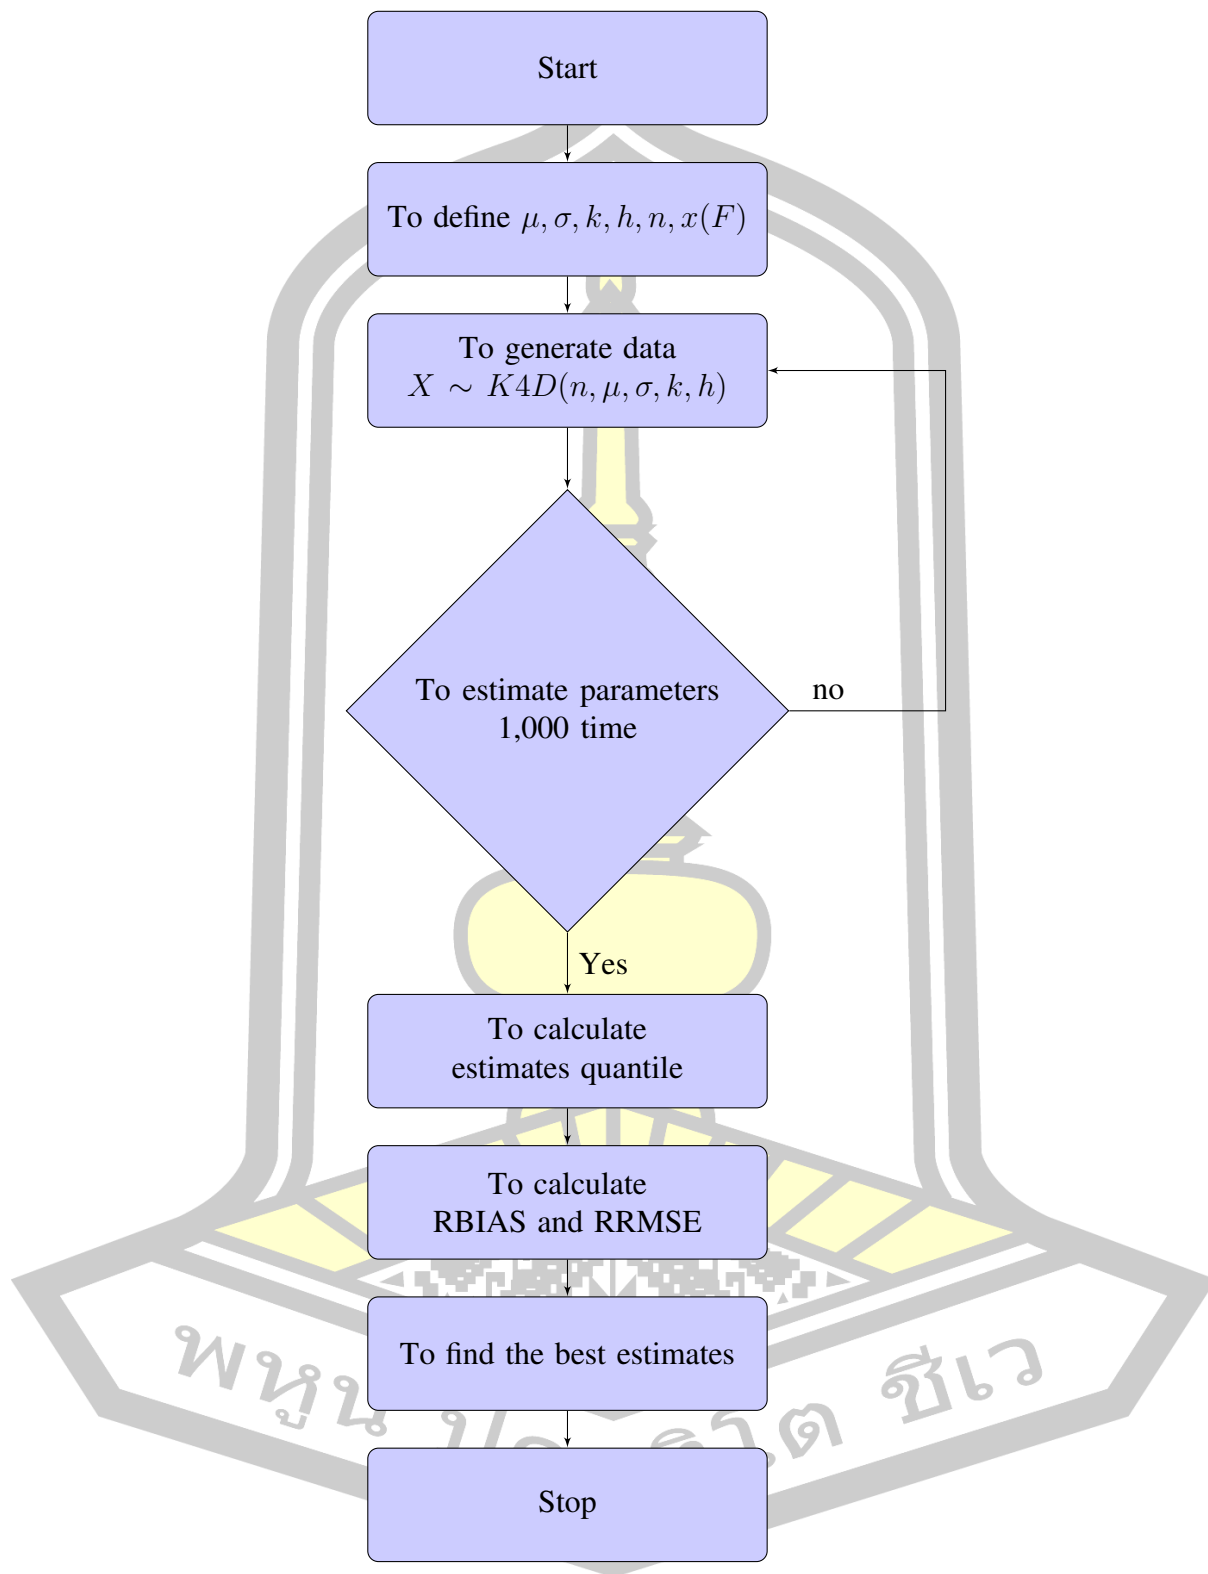 Start
To define μ, σ, k, h, n, x(F)
To generate data
X ∼ K4D(n, μ, σ, k, h)
To estimate parameters
1,000 time
no
Yes
To calculate
estimates quantile
To calculate
RBIAS and RRMSE
To find the best estimates
Stop
พหูน ชีเว